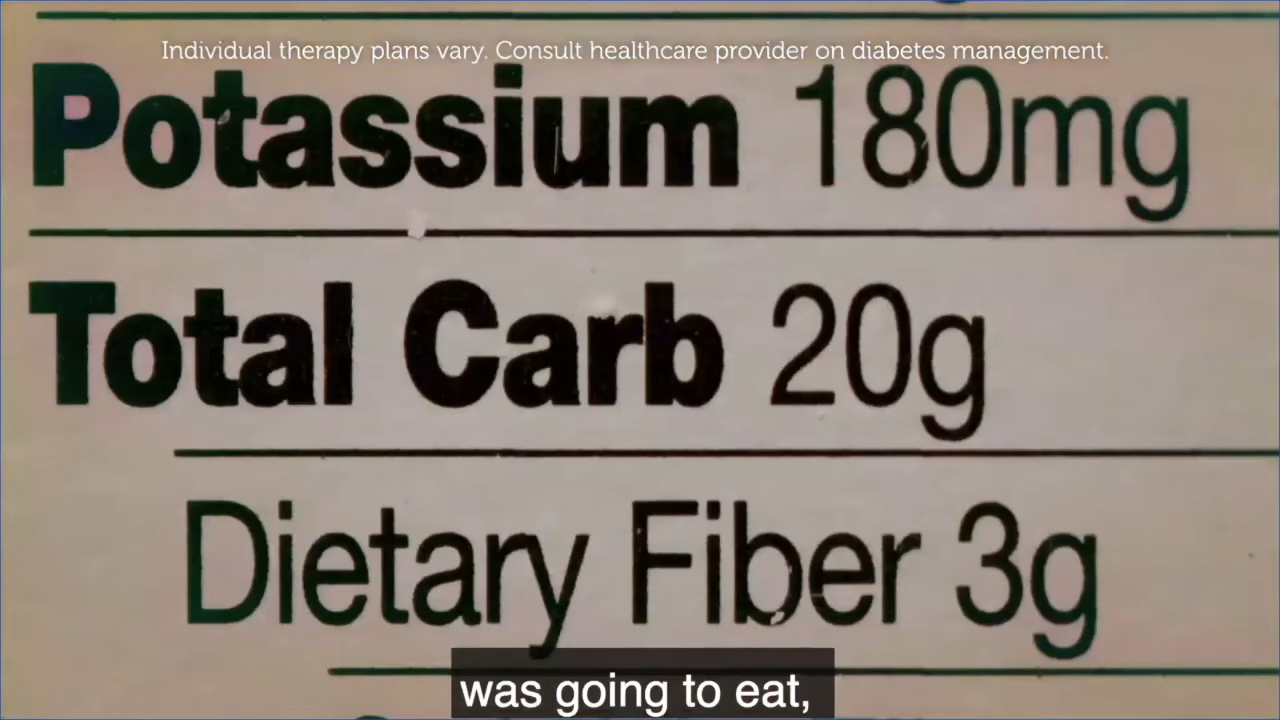 Individual therapy plans vary. Consult healthcare provider on diabetes management.
Potassium 180mg
Total Carb 20g
Dietary Fiber 3g
was going to eat,